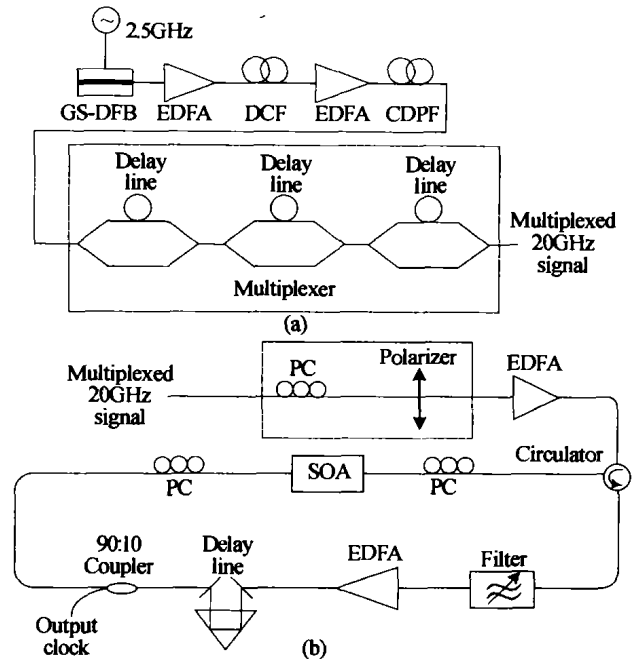 2.5GHz
GS-DFB
EDFA
DCF
EDFA
CDPF
Delay
line
Delay
line
Delay
line
Multiplexed
20GHz
signal
Multiplexer
(a)
Multiplexed
20GHz
signal
PC
Polarizer
EDFA
Circulator
PC
SOA
PC
90:10
Coupler
Delay
line
EDFA
Filter
Output
clock
(b)